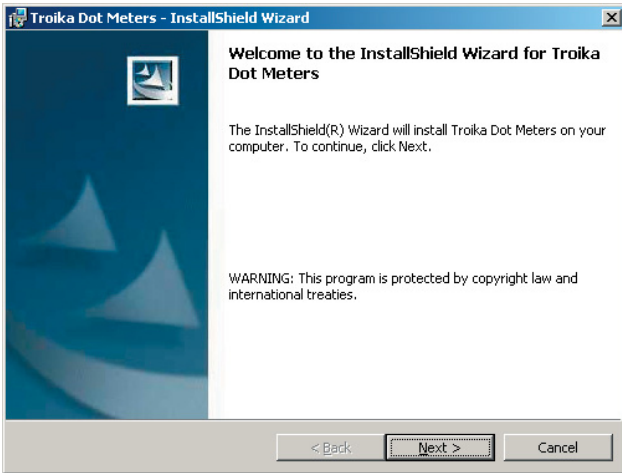 Troika Dot Meters - InstallShield Wizard
Welcome to the InstallShield Wizard for Troika
Dot Meters
The InstallShield(R) Wizard will install Troika Dot Meters on your
computer. To continue, click Next.
WARNING: This program is protected by copyright law and
international treaties.
< Back Next > Cancel